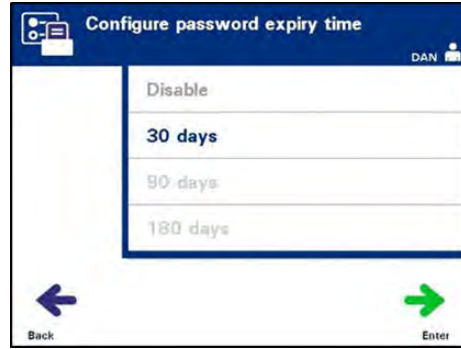 Configure password expiry time
DAN
Disable
30 days
90 days
180 days
Back
Enter